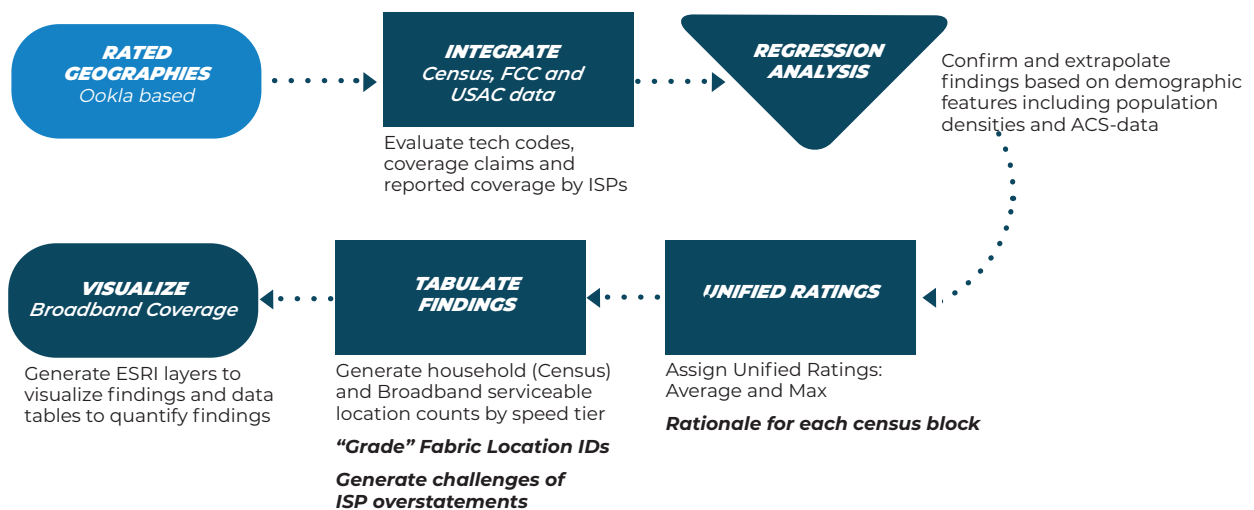 RATED
GEOGRAPHIES
Ookla based
INTEGRATE
Census, FCC and
USAC data
Evaluate tech codes,
coverage claims and
reported coverage by ISPs
REGRESSION
ANALYSIS
Confirm and extrapolate
findings based on demographic
features including population
densities and ACS-data
UNIFIED RATINGS
Assign Unified Ratings:
Average and Max
Rationale for each census block
TABULATE
FINDINGS
Generate household (Census)
and Broadband serviceable
location counts by speed tier
“Grade” Fabric Location IDs
Generate challenges of
ISP overstatements
VISUALIZE
Broadband Coverage
Generate ESRI layers to
visualize findings and data
tables to quantify findings